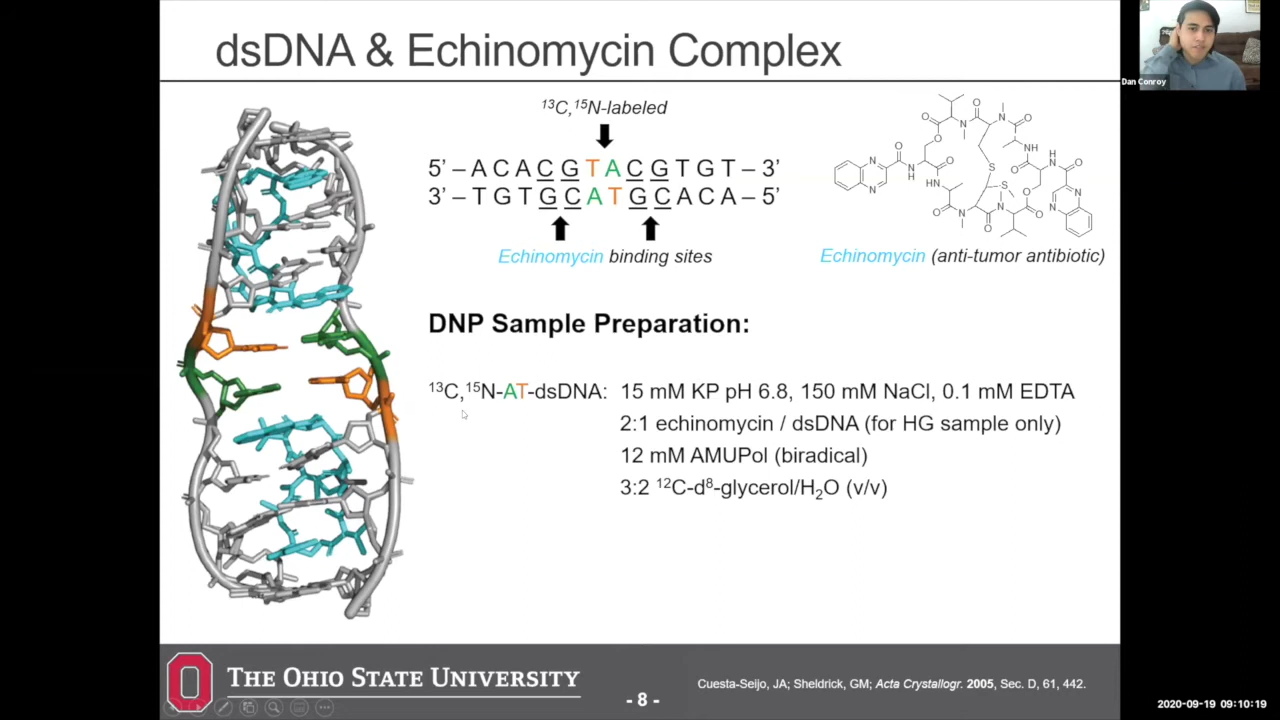 dsDNA & Echinomycin Complex
Dan Conroy
¹³C,¹⁵N-labeled
5’ – A C A C G T A C G T G T – 3’
3’ – T G T G C A T G C A C A – 5’
Echinomycin binding sites
Echinomycin (anti-tumor antibiotic)
DNP Sample Preparation:
¹³C,¹⁵N-AT-dsDNA: 15 mM KP pH 6.8, 150 mM NaCl, 0.1 mM EDTA
2:1 echinomycin / dsDNA (for HG sample only)
12 mM AMUPol (biradical)
3:2 ¹²C-d⁸-glycerol/H₂O (v/v)
THE OHIO STATE UNIVERSITY
- 8 -
Cuesta-Seijo, JA; Sheldrick, GM; Acta Crystallogr. 2005, Sec. D, 61, 442.
2020-09-19 09:10:19